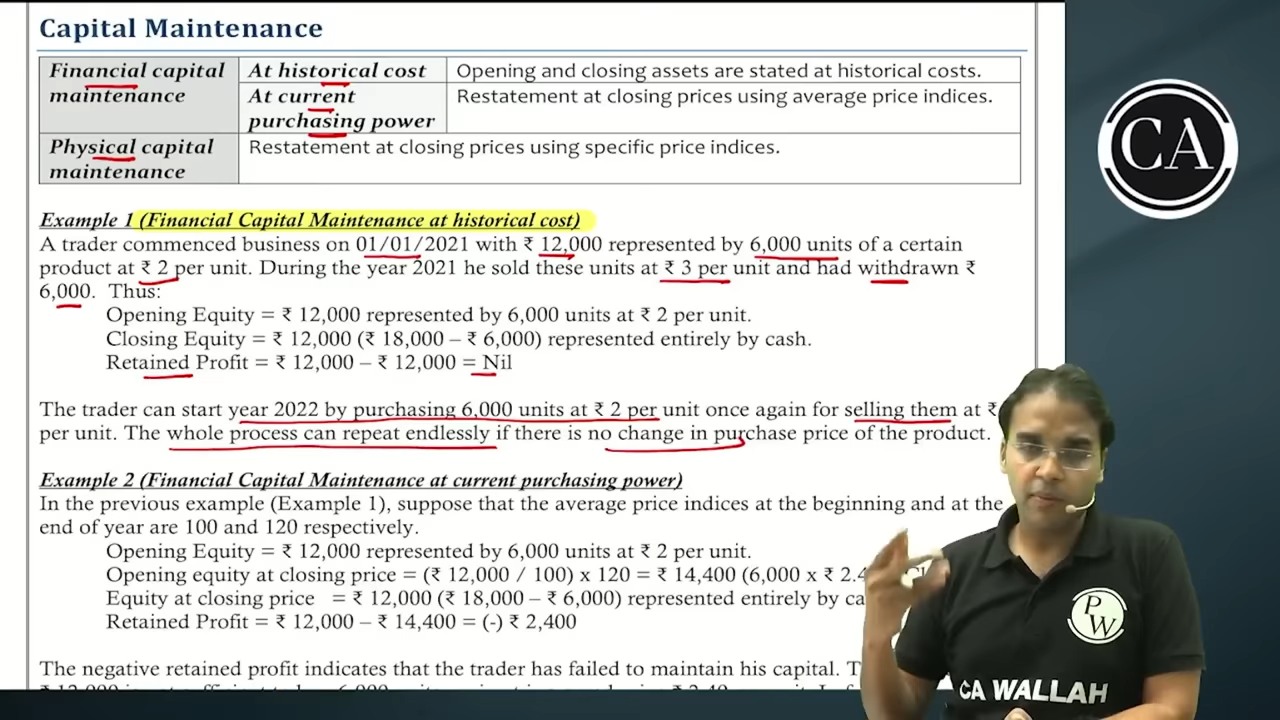 Capital Maintenance
Financial capital maintenance
At historical cost
Opening and closing assets are stated at historical costs.
At current purchasing power
Restatement at closing prices using average price indices.
Physical capital maintenance
Restatement at closing prices using specific price indices.
Example 1 (Financial Capital Maintenance at historical cost)
A trader commenced business on 01/01/2021 with ₹ 12,000 represented by 6,000 units of a certain
product at ₹ 2 per unit. During the year 2021 he sold these units at ₹ 3 per unit and had withdrawn ₹
6,000. Thus:
Opening Equity = ₹ 12,000 represented by 6,000 units at ₹ 2 per unit.
Closing Equity = ₹ 12,000 (₹ 18,000 – ₹ 6,000) represented entirely by cash.
Retained Profit = ₹ 12,000 – ₹ 12,000 = Nil
The trader can start year 2022 by purchasing 6,000 units at ₹ 2 per unit once again for selling them at ₹
per unit. The whole process can repeat endlessly if there is no change in purchase price of the product.
Example 2 (Financial Capital Maintenance at current purchasing power)
In the previous example (Example 1), suppose that the average price indices at the beginning and at the
end of year are 100 and 120 respectively.
Opening Equity = ₹ 12,000 represented by 6,000 units at ₹ 2 per unit.
Opening equity at closing price = (₹ 12,000 / 100) x 120 = ₹ 14,400 (6,000 x ₹ 2.4
Equity at closing price = ₹ 12,000 (₹ 18,000 – ₹ 6,000) represented entirely by
Retained Profit = ₹ 12,000 – ₹ 14,400 = (-) ₹ 2,400
The negative retained profit indicates that the trader has failed to maintain his capital.
CA
PW
CA WALLAH